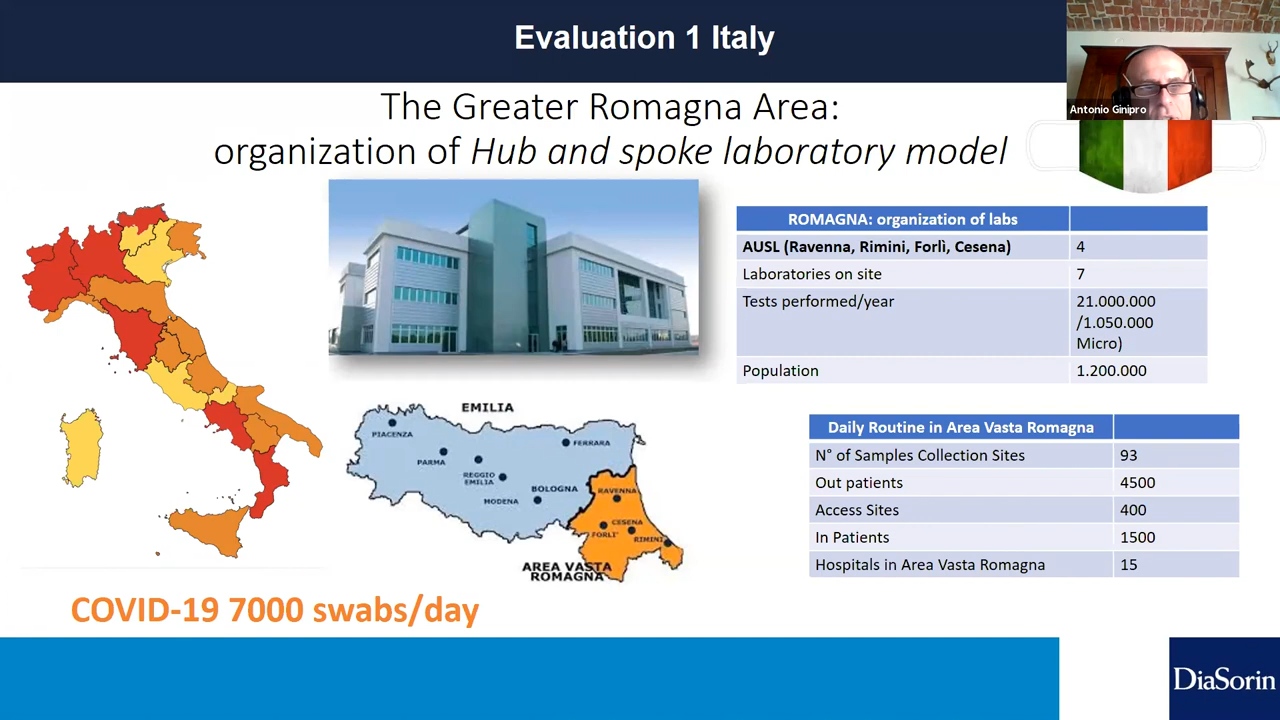 Evaluation 1 Italy
Antonio Ginipro
The Greater Romagna Area:
organization of Hub and spoke laboratory model
ROMAGNA: organization of labs
AUSL (Ravenna, Rimini, Forlì, Cesena) 4
Laboratories on site 7
Tests performed/year 21.000.000
/1.050.000
Micro)
Population 1.200.000
EMILIA
PIACENZA
FERRARA
PARMA
REGGIO
EMILIA
MODENA
BOLOGNA
RAVENNA
CESENA
FORLI'
RIMINI
AREA VASTA
ROMAGNA
Daily Routine in Area Vasta Romagna
N° of Samples Collection Sites 93
Out patients 4500
Access Sites 400
In Patients 1500
Hospitals in Area Vasta Romagna 15
COVID-19 7000 swabs/day
DiaSorin